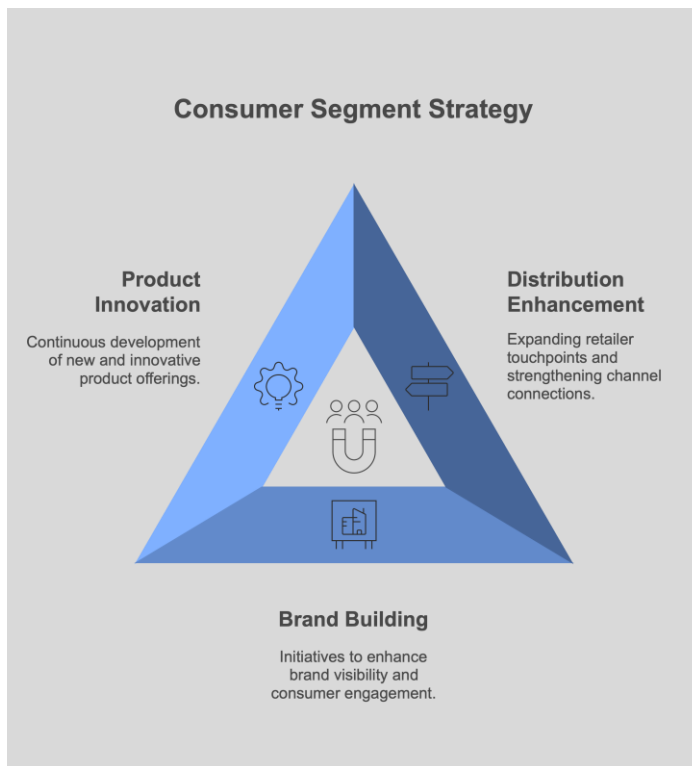 Consumer Segment Strategy
Product
Innovation
Continuous development
of new and innovative
product offerings.
Distribution
Enhancement
Expanding retailer
touchpoints and
strengthening channel
connections.
Brand Building
Initiatives to enhance
brand visibility and
consumer engagement.